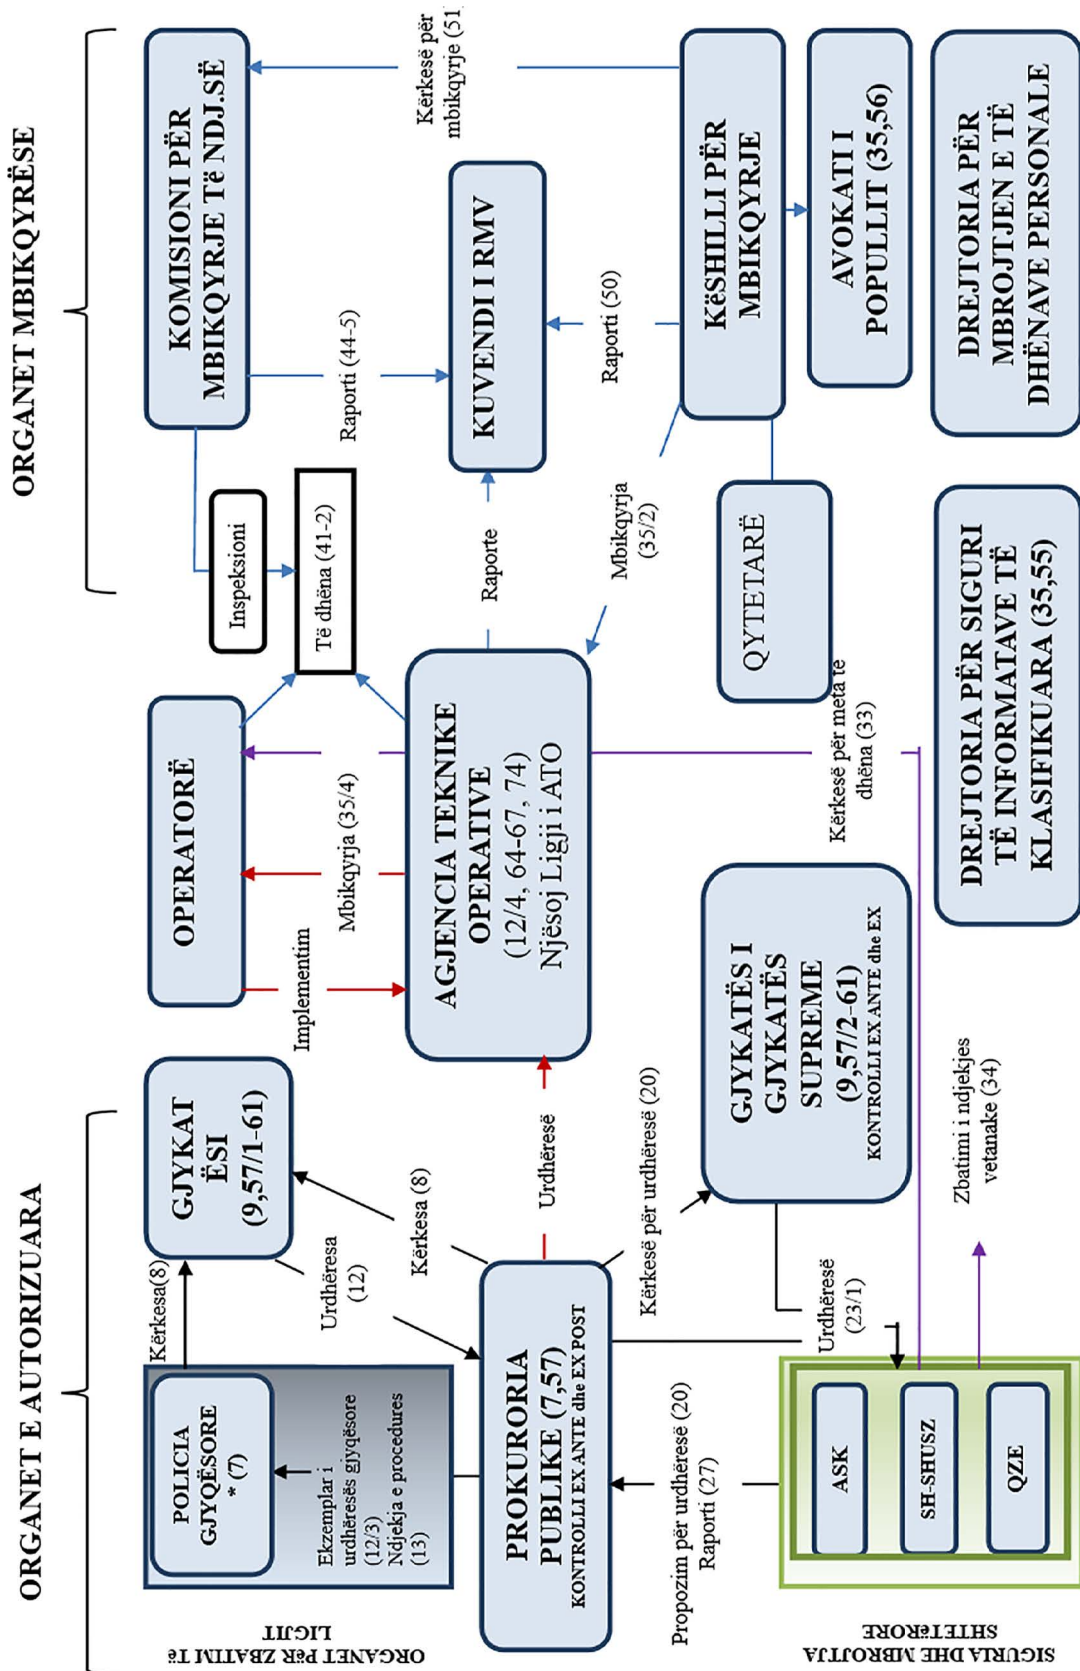 ORGANET E AUTORIZUARA
ORGANET MBIKQYRËSE
ORGANET PëR ZBATIM Të
LIGJIT
POLICIA
GJYQËSORE
* (7)
Ekzemplar i
urdhëresës gjyqësore
(12/3)
Ndjekja e procedures
(13)
Kërkesa(8)
GJYKAT
ËSI
(9,57/1-61)
Urdhëresa
(12)
Kërkesa (8)
PROKURORIA
PUBLIKE (7,57)
KONTROLLI EX ANTE dhe EX POST
Urdhëresë
Kërkesë për urdhëresë (20)
Propozim për urdhëresë (20)
Raporti (27)
SIGURIA DHE MBROJTJA
SHTETëRORE
ASK
SH-SHUSZ
QZE
Urdhëresë
(23/1)
Zbatimi i ndjekjes
vetanake (34)
GJYKATËS I
GJYKATËS
SUPREME
(9,57/2-61)
KONTROLLI EX ANTE dhe EX
OPERATORË
Implementim
Mbikqyrja (35/4)
AGJENCIA TEKNIKE
OPERATIVE
(12/4, 64-67, 74)
Njësoj Ligji i ATO
Inspeksioni
Të dhëna (41-2)
Raporte
Mbikqyrja
(35/2)
Kërkesë për meta te
dhëna (33)
KOMISIONI PËR
MBIKQYRJE Të NDJ.SË
Raporti (44-5)
Kërkesë për
mbikqyrje (51)
KUVENDI I RMV
Raporti (50)
KëSHILLI PËR
MBIKQYRJE
QYTETARË
AVOKATI I
POPULLIT (35,56)
DREJTORIA PËR SIGURI
TË INFORMATAVE TË
KLASIFIKUARA (35,55)
DREJTORIA PËR
MBROJTJEN E TË
DHËNAVE PERSONALE